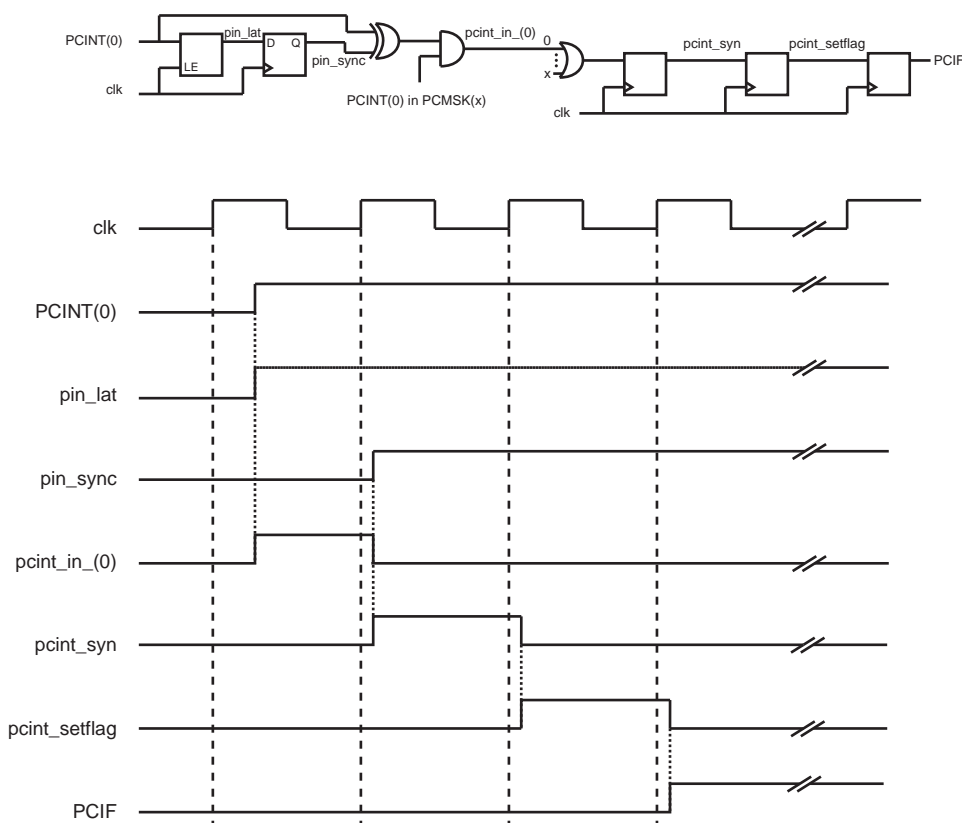 PCINT(0)
pin_lat
LE
D Q
pin_sync
clk
PCINT(0) in PCMSK(x)
pcint_in_(0)
0
x
clk
pcint_syn
pcint_setflag
PCIF
clk
PCINT(0)
pin_lat
pin_sync
pcint_in_(0)
pcint_syn
pcint_setflag
PCIF